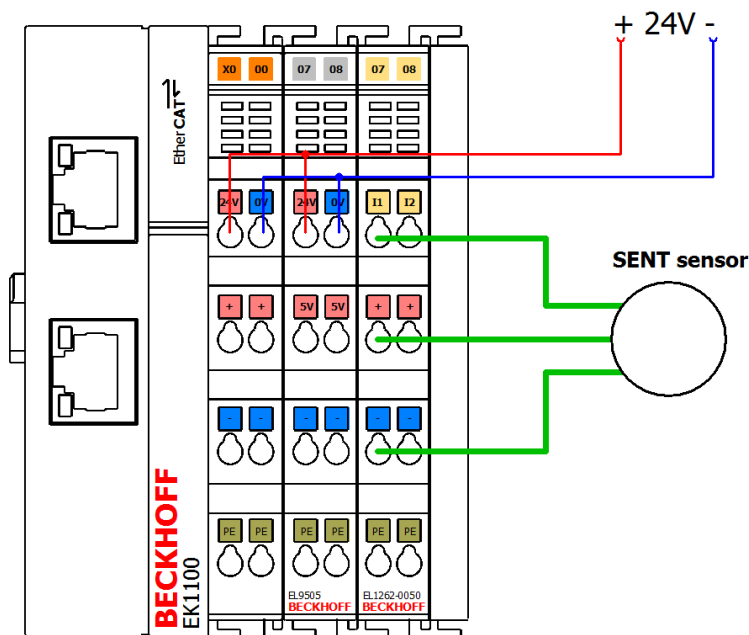 + 24V -
X0 00 07 08 07 08
EtherCAT
24V 0V 24V 0V I1 I2
SENT sensor
+ + 5V 5V + +
- - - - - -
PE PE PE PE PE PE
BECKHOFF
EK1100
EL9505
BECKHOFF
EL1262-0050
BECKHOFF